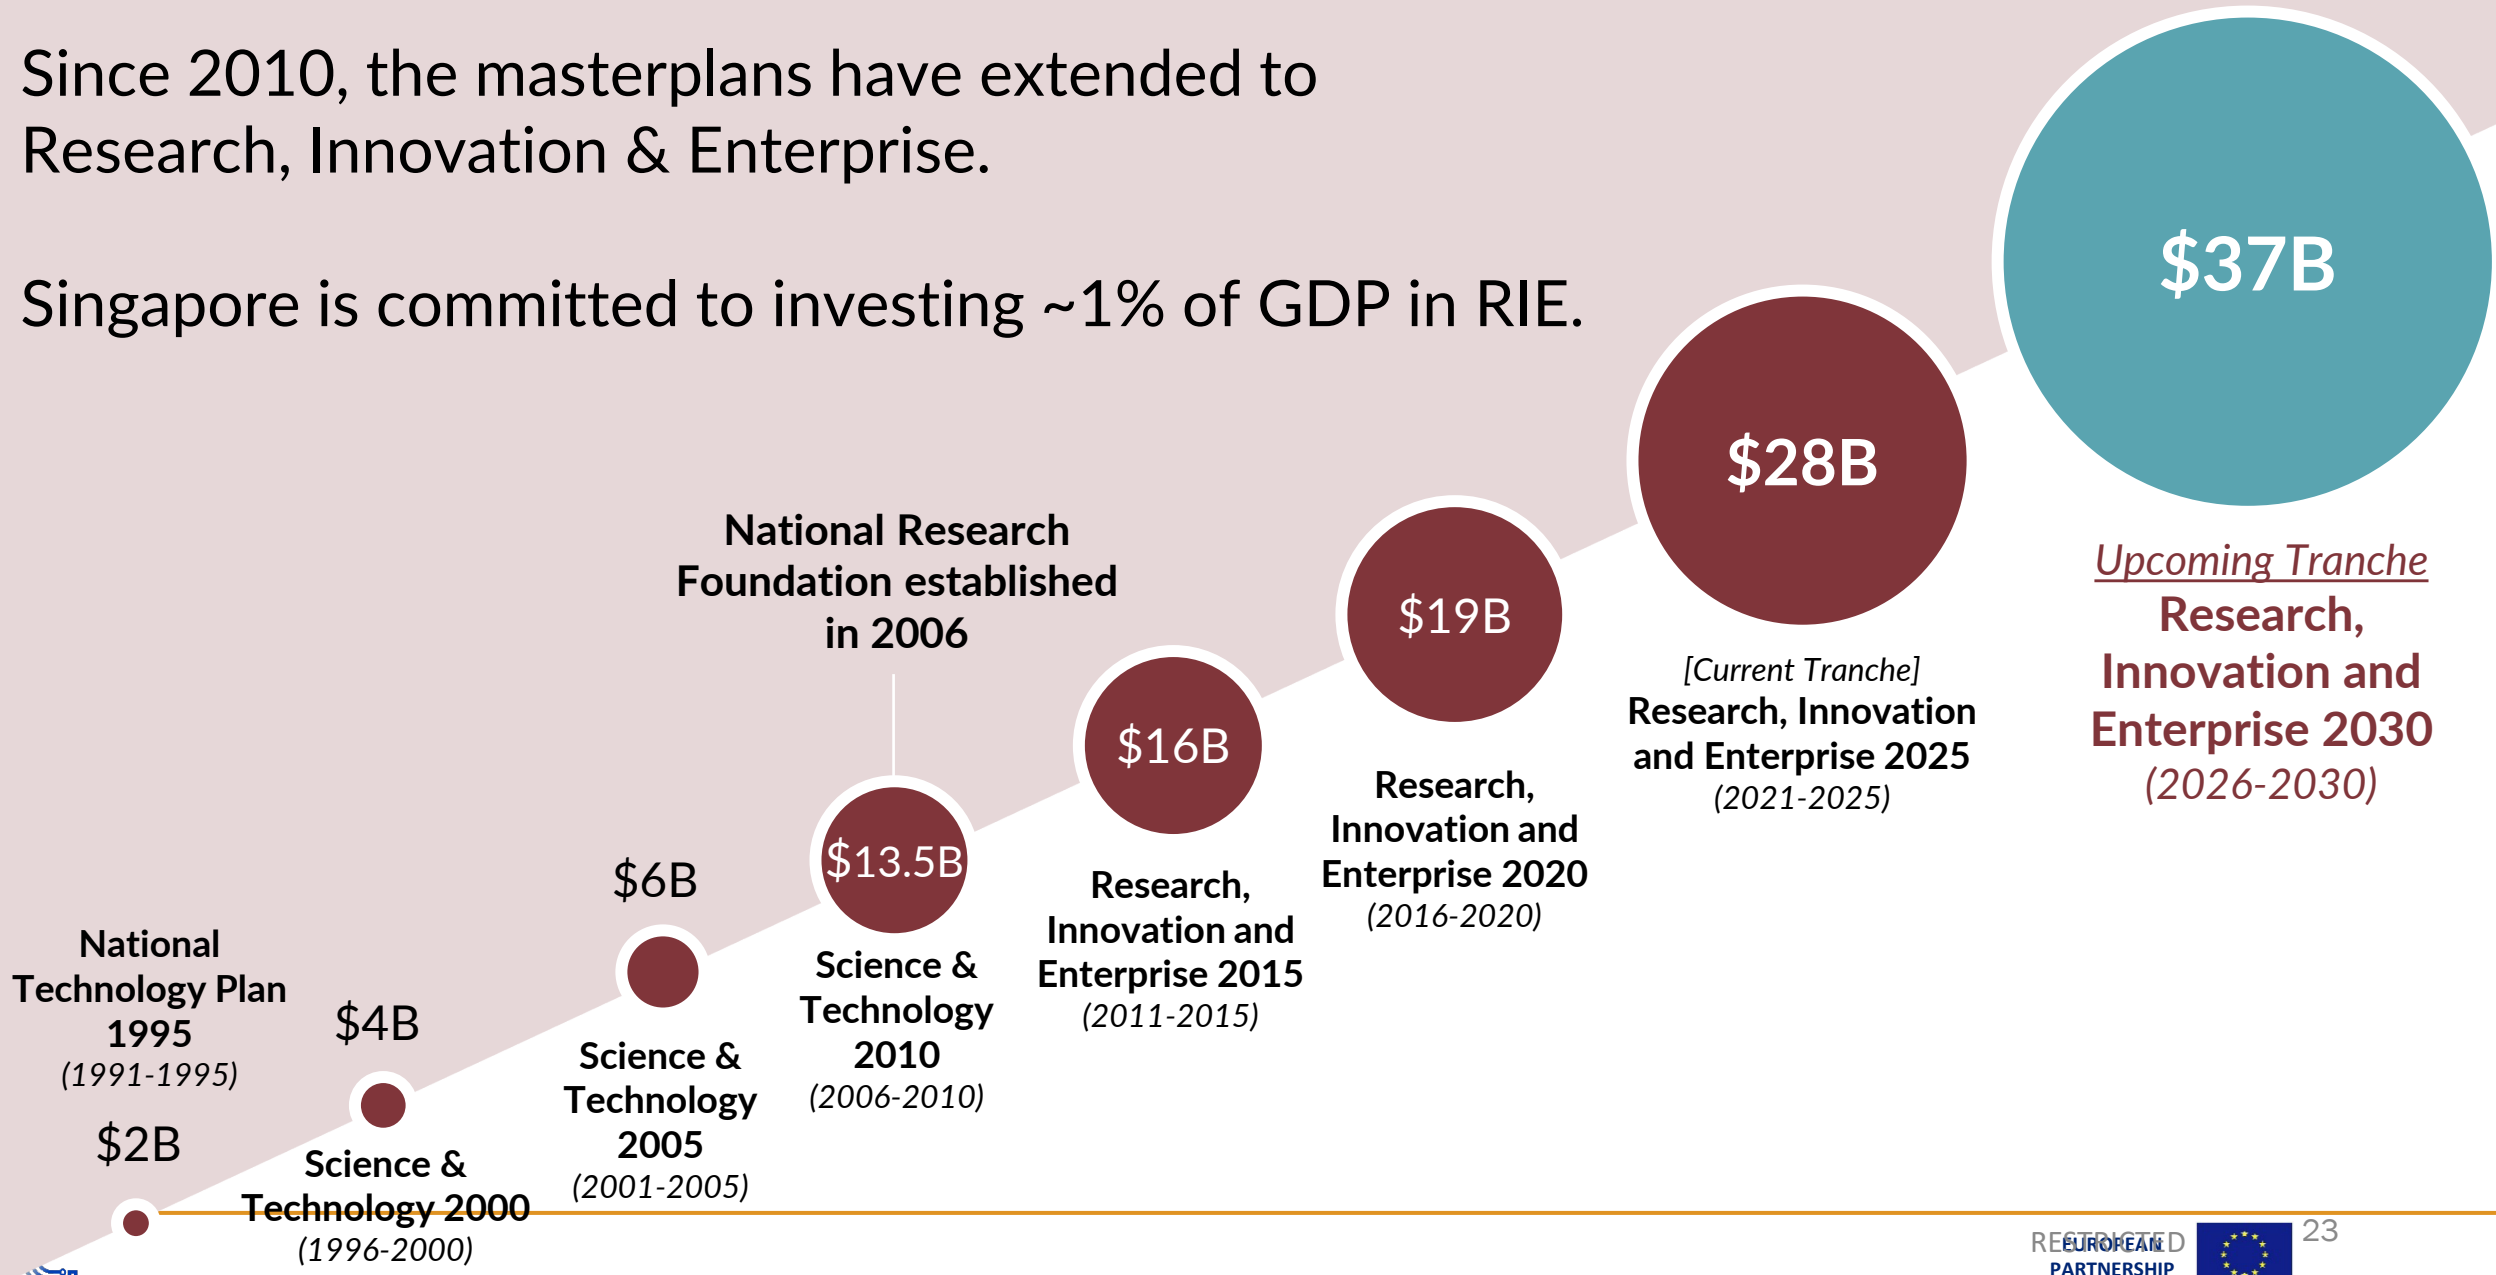 Since 2010, the masterplans have extended to
Research, Innovation & Enterprise.
Singapore is committed to investing ~1% of GDP in RIE.
National
Technology Plan
1995
(1991-1995)
$2B
$4B
Science &
Technology 2000
(1996-2000)
$6B
Science &
Technology
2005
(2001-2005)
National Research
Foundation established
in 2006
$13.5B
Science &
Technology
2010
(2006-2010)
$16B
Research,
Innovation and
Enterprise 2015
(2011-2015)
$19B
Research,
Innovation and
Enterprise 2020
(2016-2020)
$28B
[Current Tranche]
Research, Innovation
and Enterprise 2025
(2021-2025)
$37B
Upcoming Tranche
Research,
Innovation and
Enterprise 2030
(2026-2030)
RESTRICTED
EUROPEAN
PARTNERSHIP
23